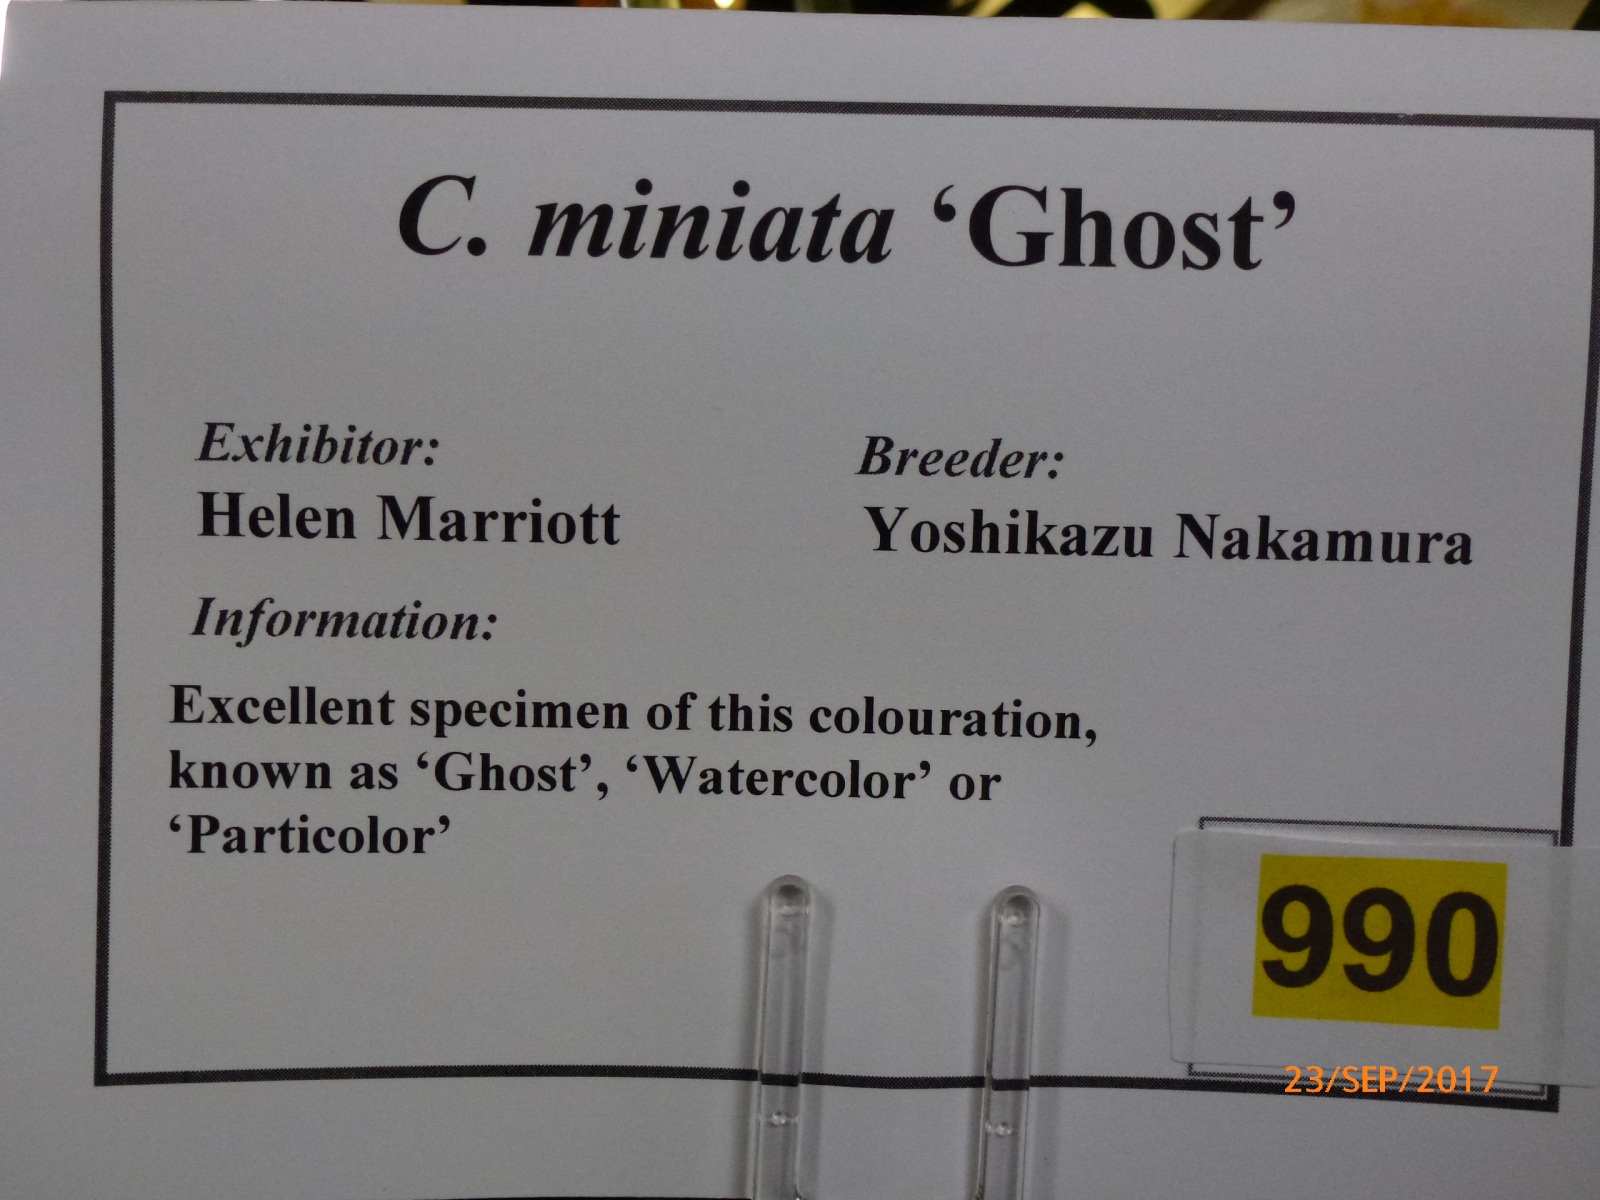 C. miniata ‘Ghost’
Exhibitor:
Helen Marriott
Breeder:
Yoshikazu Nakamura
Information:
Excellent specimen of this colouration,
known as ‘Ghost’, ‘Watercolor’ or
‘Particolor’
990
23/SEP/2017